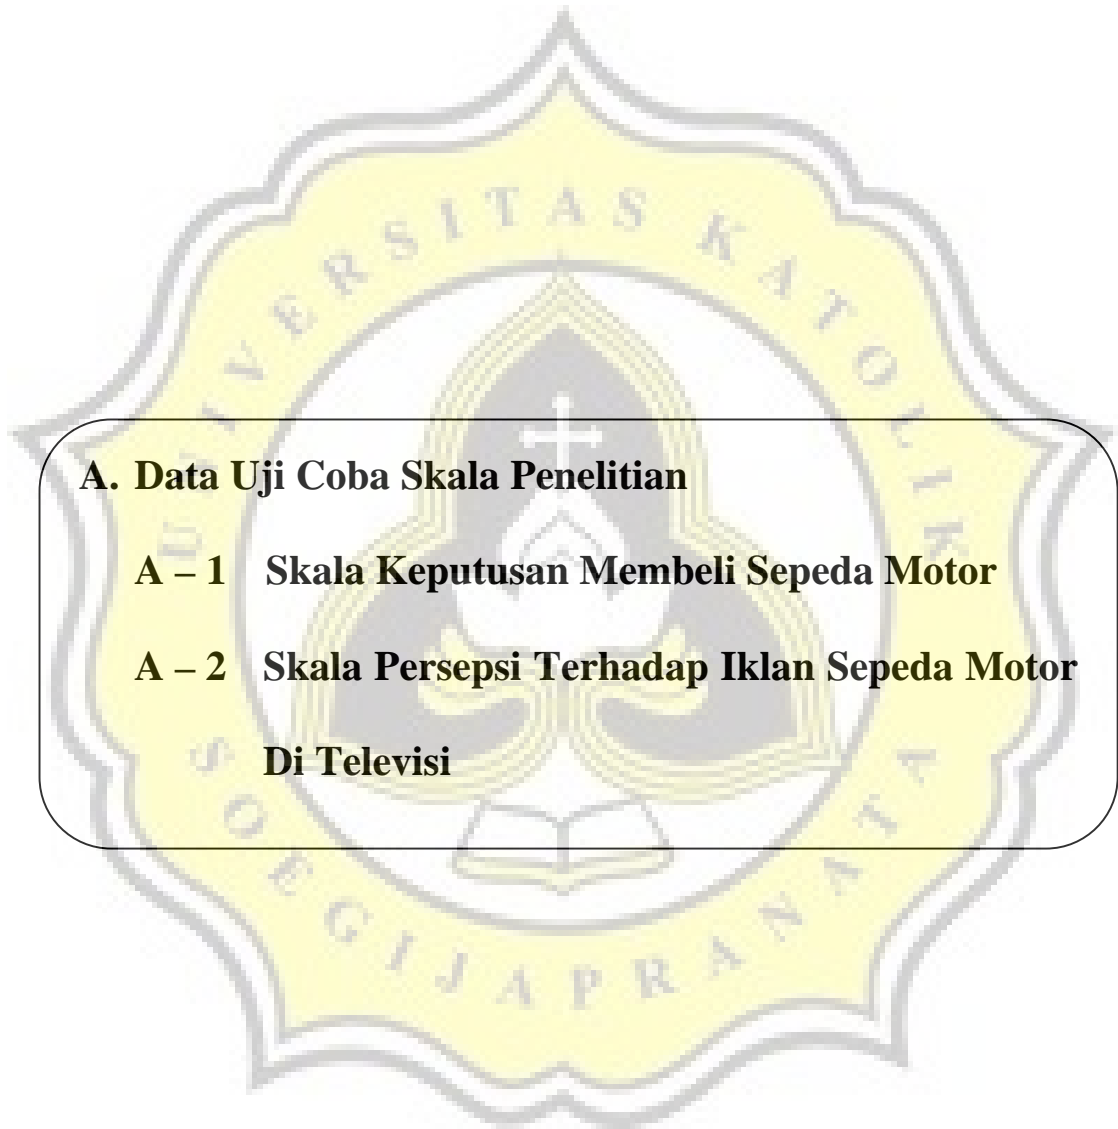 UNIVERSITAS KATOLIK
A. Data Uji Coba Skala Penelitian
A – 1 Skala Keputusan Membeli Sepeda Motor
A – 2 Skala Persepsi Terhadap Iklan Sepeda Motor
Di Televisi
SOEGIJAPRANATA